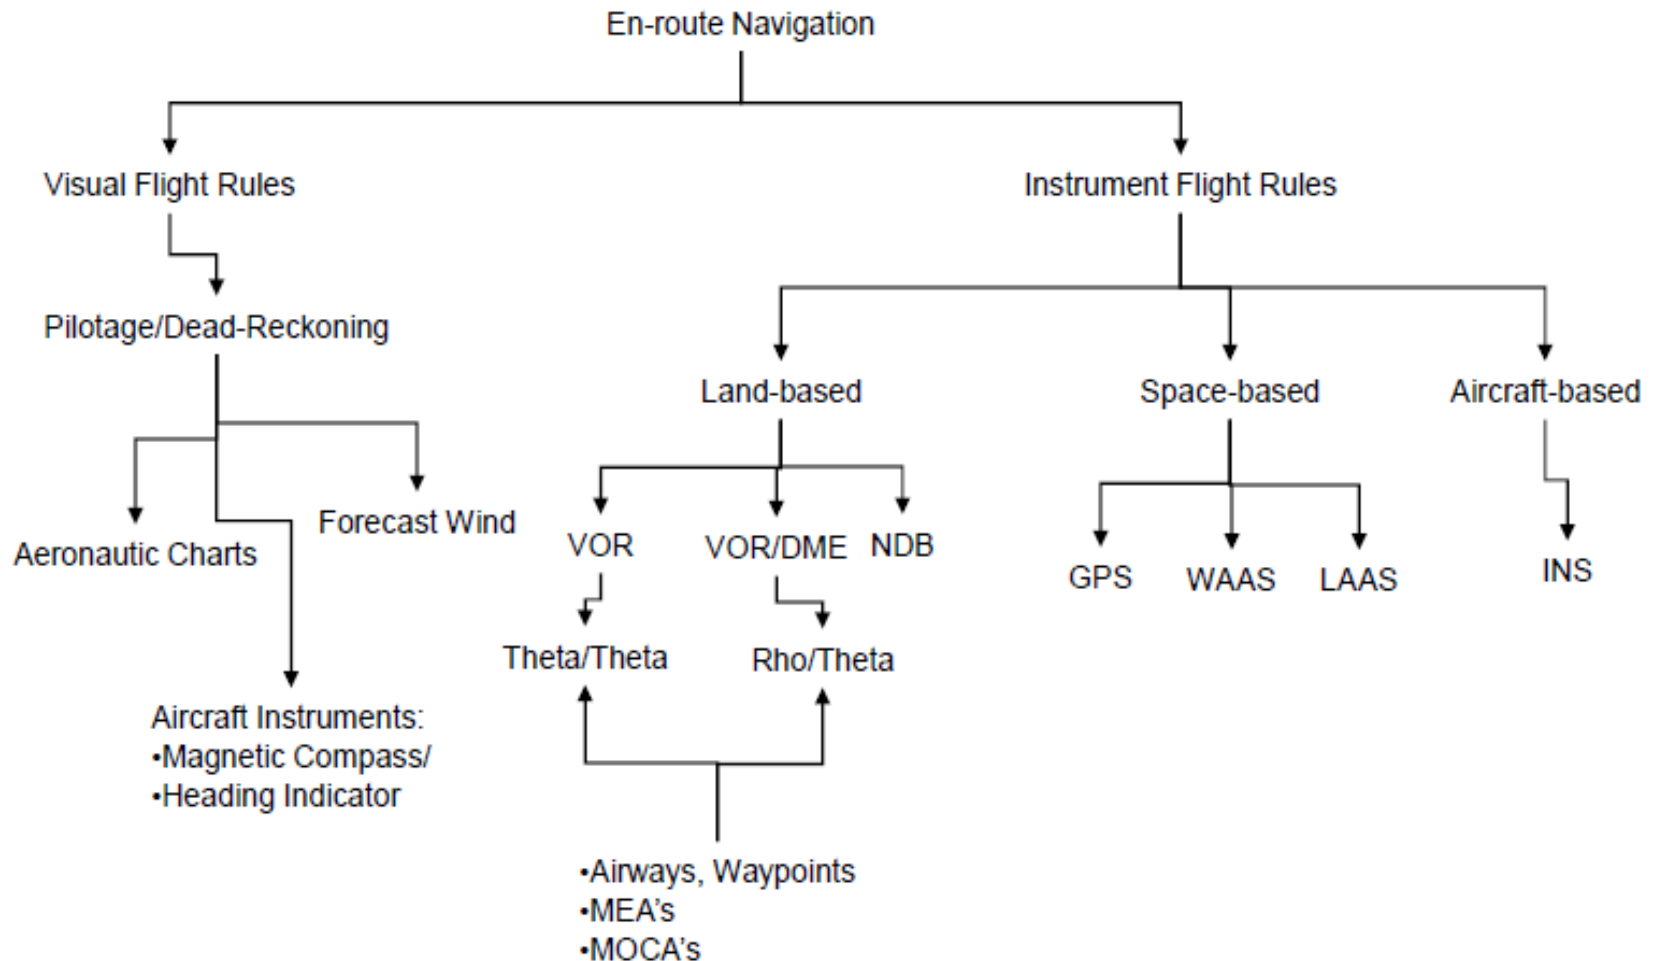 En-route Navigation
Visual Flight Rules
Instrument Flight Rules
Pilotage/Dead-Reckoning
Land-based
Space-based
Aircraft-based
Aeronautic Charts
Forecast Wind
VOR
VOR/DME
NDB
GPS
WAAS
LAAS
INS
Theta/Theta
Rho/Theta
Aircraft Instruments:
•Magnetic Compass/
•Heading Indicator
•Airways, Waypoints
•MEA's
•MOCA's